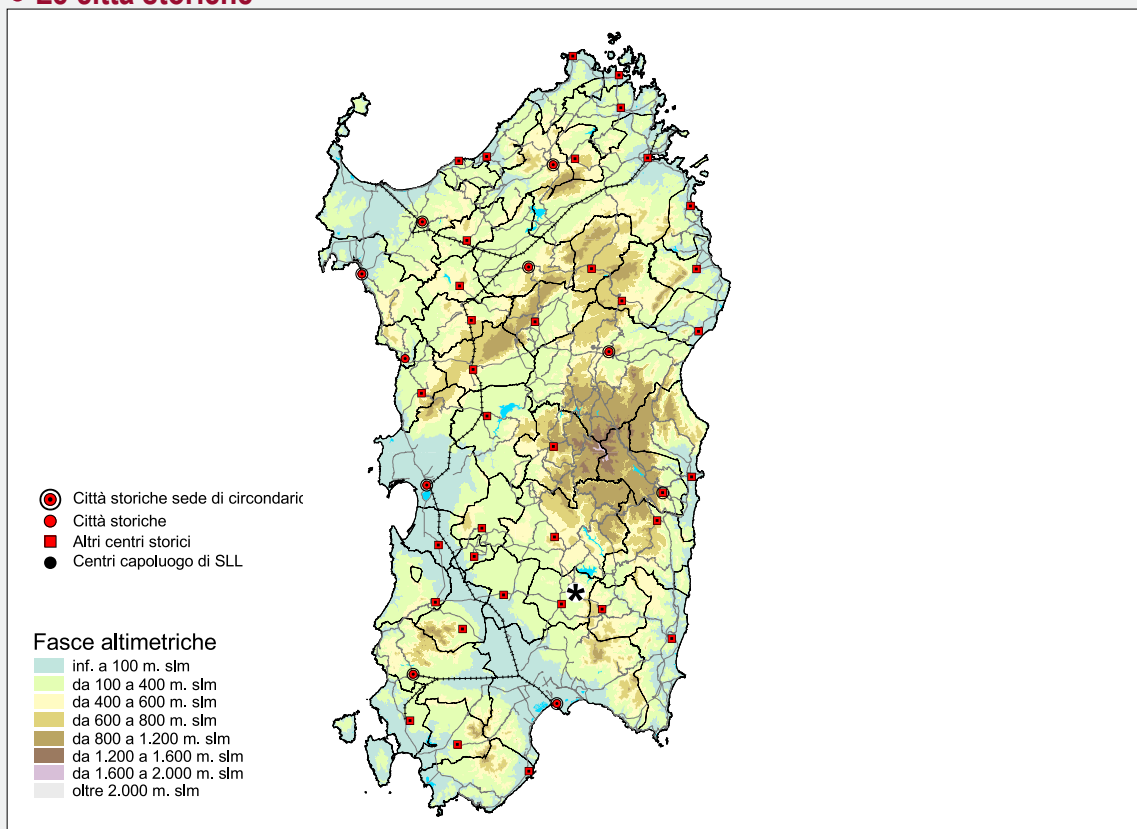 Città storiche sede di circondaric
Città storiche
Altri centri storici
Centri capoluogo di SLL
*
Fasce altimetriche
inf. a 100 m. slm
da 100 a 400 m. slm
da 400 a 600 m. slm
da 600 a 800 m. slm
da 800 a 1.200 m. slm
da 1.200 a 1.600 m. slm
da 1.600 a 2.000 m. slm
oltre 2.000 m. slm